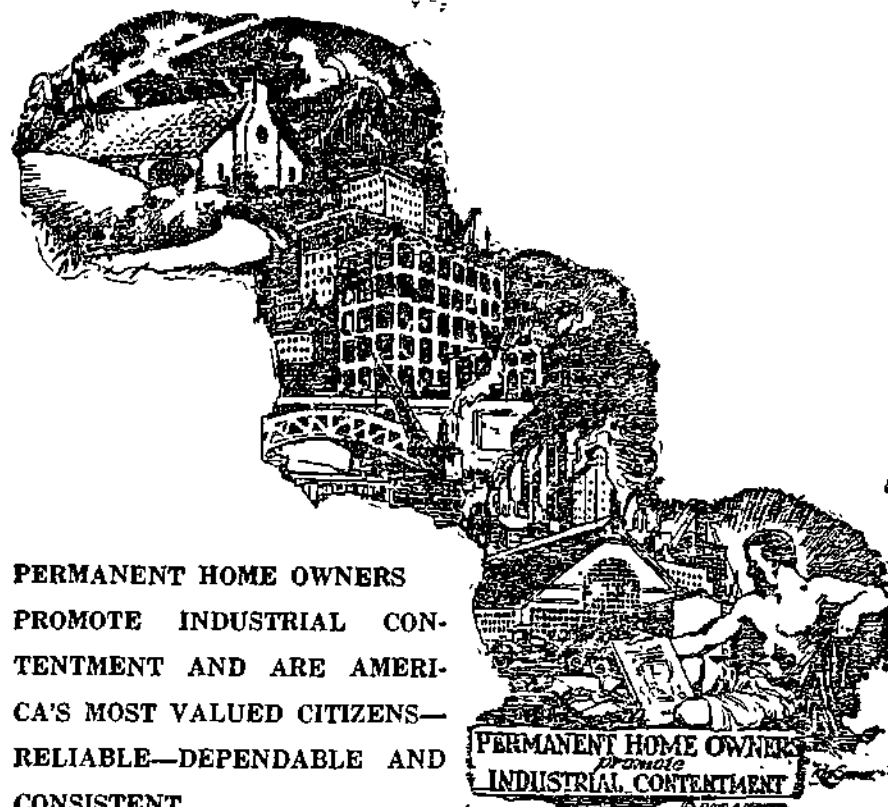 PERMANENT HOME OWNERS
PROMOTE INDUSTRIAL CON-
TENTMENT AND ARE AMERI-
CA'S MOST VALUED CITIZENS—
RELIABLE—DEPENDABLE AND
CONSISTENT
PERMANENT HOME OWNERS
promote
INDUSTRIAL CONTENTMENT